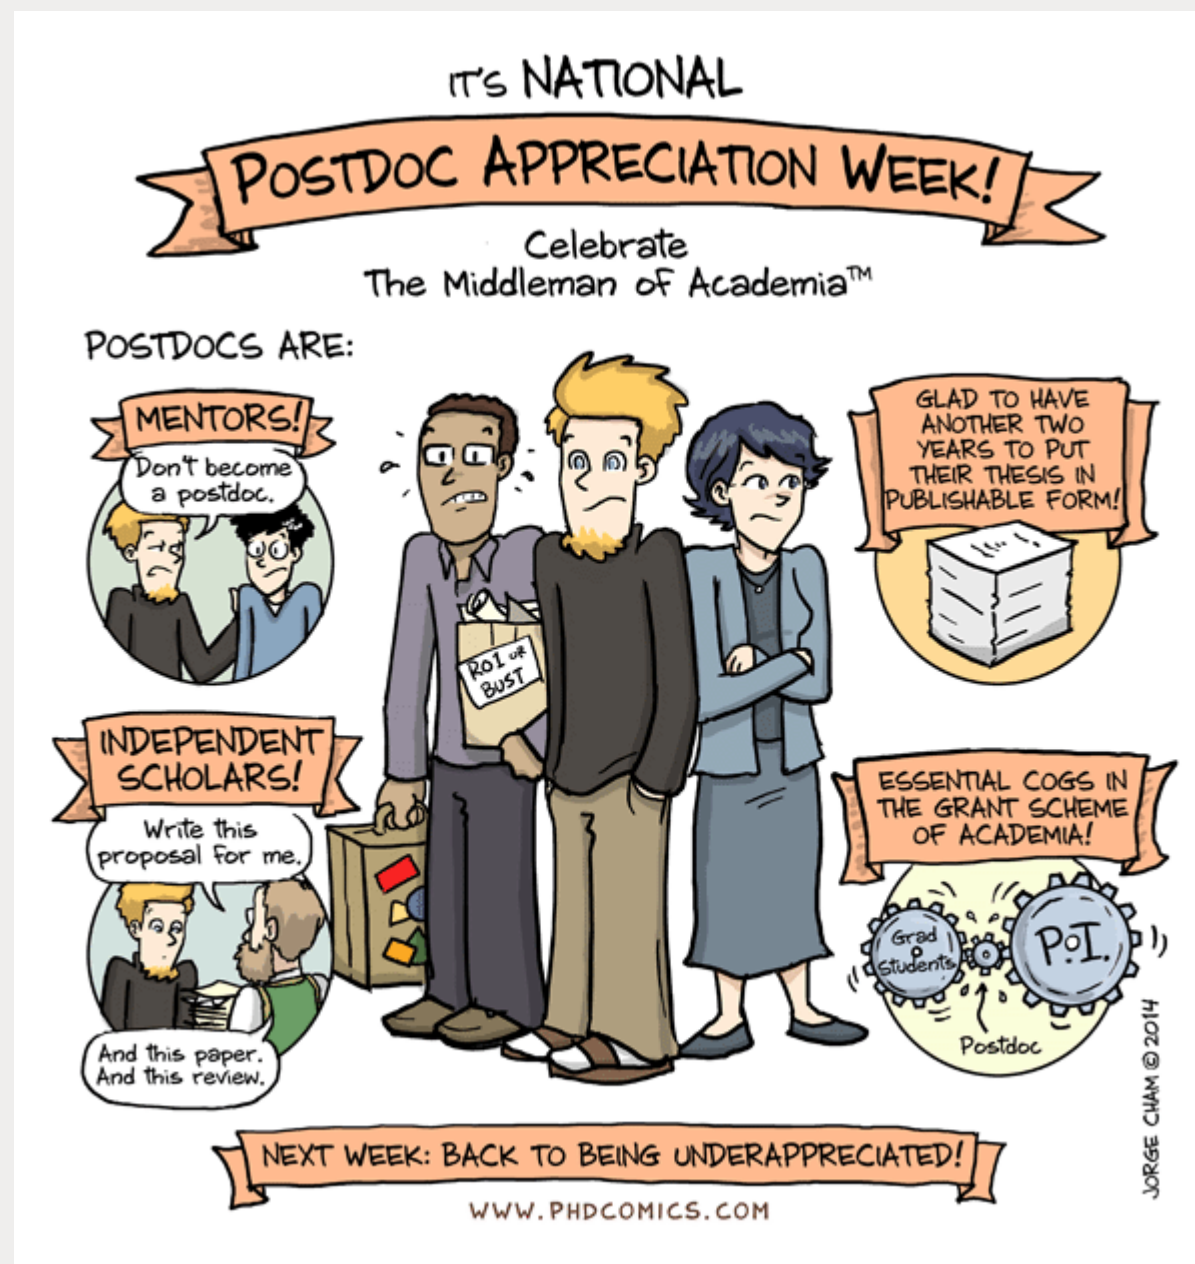 IT'S NATIONAL
POSTDOC APPRECIATION WEEK!
Celebrate
The Middleman of Academia™
POSTDOCS ARE:
MENTORS!
Don't become
a postdoc.
GLAD TO HAVE
ANOTHER TWO
YEARS TO PUT
THEIR THESIS IN
PUBLISHABLE FORM!
RO1 OR
BUST
INDEPENDENT
SCHOLARS!
Write this
proposal for me.
And this paper.
And this review.
ESSENTIAL COGS IN
THE GRANT SCHEME
OF ACADEMIA!
Grad
Students
P.I.
Postdoc
JORGE CHAM © 2014
NEXT WEEK: BACK TO BEING UNDERAPPRECIATED!
WWW.PHDCOMICS.COM